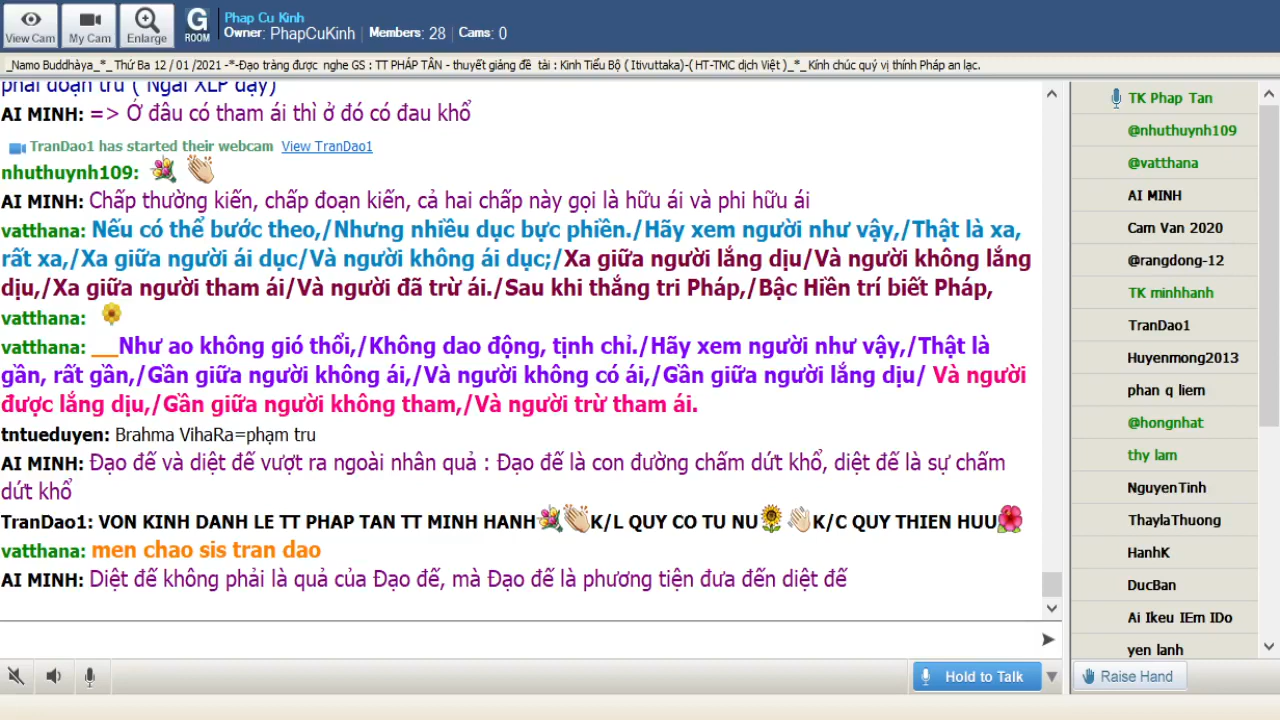 View Cam
My Cam
Enlarge
G
ROOM
Phap Cu Kinh
Owner: PhapCuKinh | Members: 28 | Cams: 0
_Namo Buddhàya_*_ Thứ Ba 12 / 01 /2021 -*-Đạo tràng được nghe GS : TT PHÁP TÂN - thuyết giảng đề tài : Kinh Tiểu Bộ ( Itivuttaka)-( HT-TMC dịch Việt )_*_Kính chúc quý vị thính Pháp an lạc.
phải đoạn trừ ( Ngài XLP dạy)
AI MINH: => Ở đâu có tham ái thì ở đó có đau khổ
TranDao1 has started their webcam View TranDao1
nhuthuynh109:
AI MINH: Chấp thường kiến, chấp đoạn kiến, cả hai chấp này gọi là hữu ái và phi hữu ái
vatthana: Nếu có thể bước theo,/Nhưng nhiều dục bực phiền./Hãy xem người như vậy,/Thật là xa,
rất xa,/Xa giữa người ái dục/Và người không ái dục;/Xa giữa người lắng dịu/Và người không lắng
dịu,/Xa giữa người tham ái/Và người đã trừ ái./Sau khi thắng tri Pháp,/Bậc Hiền trí biết Pháp,
vatthana:
vatthana: __Như ao không gió thổi,/Không dao động, tịnh chỉ./Hãy xem người như vậy,/Thật là
gần, rất gần,/Gần giữa người không ái,/Và người không có ái,/Gần giữa người lắng dịu/ Và người
được lắng dịu,/Gần giữa người không tham,/Và người trừ tham ái.
tntueduyen: Brahma VihaRa=phạm tru
AI MINH: Đạo đế và diệt đế vượt ra ngoài nhân quả : Đạo đế là con đường chấm dứt khổ, diệt đế là sự chấm
dứt khổ
TranDao1: VON KINH DANH LE TT PHAP TAN TT MINH HANH K/L QUY CO TU NU K/C QUY THIEN HUU
vatthana: men chao sis tran dao
AI MINH: Diệt đế không phải là quả của Đạo đế, mà Đạo đế là phương tiện đưa đến diệt đế
Hold to Talk
TK Phap Tan
@nhuthuynh109
@vatthana
AI MINH
Cam Van 2020
@rangdong-12
TK minhhanh
TranDao1
Huyenmong2013
phan q liem
@hongnhat
thy lam
NguyenTinh
ThaylaThuong
HanhK
DucBan
Ai Ikeu IEm IDo
yen lanh
Raise Hand